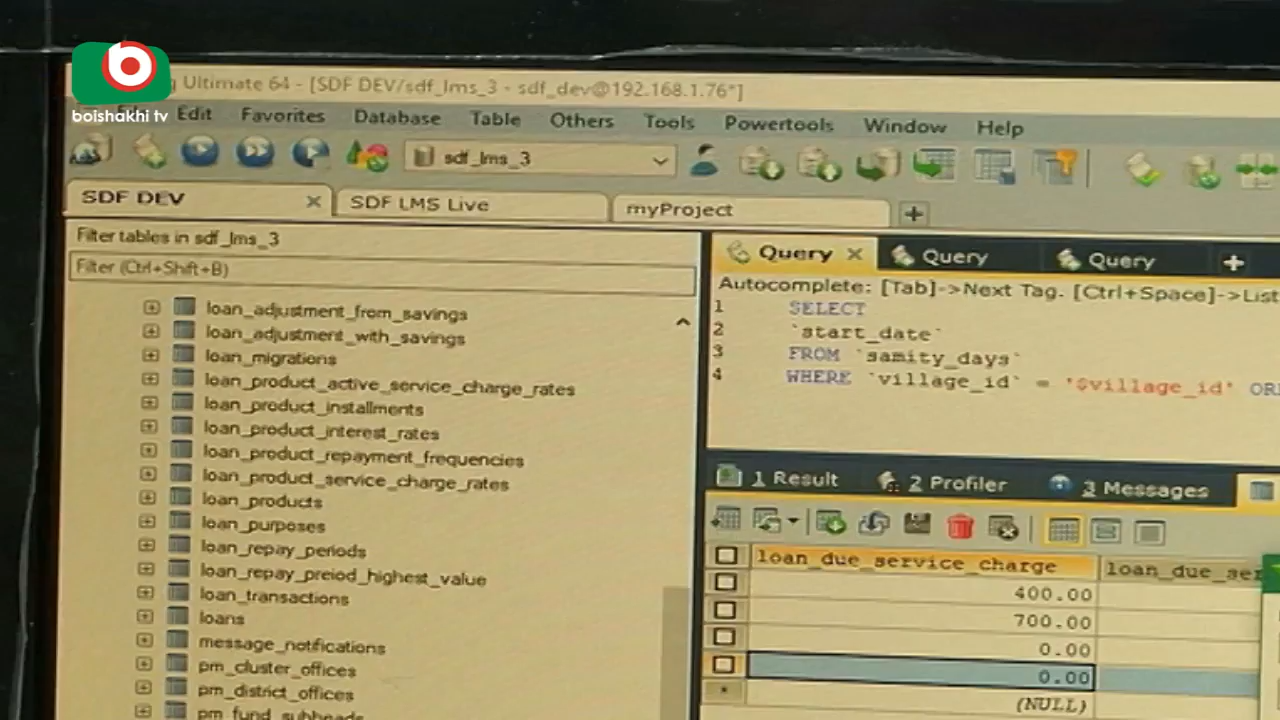 boishakhi tv
Ultimate 64 - [SDF DEV/sdf_lms_3 - sdf_dev@192.168.1.76*]
Edit Favorites Database Table Others Tools Powertools Window Help
sdf_lms_3
SDF DEV SDF LMS Live myProject
Filter tables in sdf_lms_3
Filter (Ctrl+Shift+B)
loan_adjustment_from_savings
loan_adjustment_with_savings
loan_migrations
loan_product_active_service_charge_rates
loan_product_installments
loan_product_interest_rates
loan_product_repayment_frequencies
loan_product_service_charge_rates
loan_products
loan_purposes
loan_repay_periods
loan_repay_preiod_highest_value
loan_transactions
loans
message_notifications
pm_cluster_offices
pm_district_offices
pm_fund_subheads
Query Query Query
Autocomplete: [Tab]->Next Tag. [Ctrl+Space]->List
1 SELECT
2 `start_date`
3 FROM `samity_days`
4 WHERE `village_id` = '$village_id'
1 Result 2 Profiler 3 Messages
loan_due_service_charge loan_due_ser
400.00
700.00
0.00
0.00
(NULL)